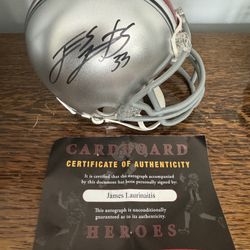 33
CARDBOARD
CERTIFICATE OF AUTHENTICITY
It is certified that the autograph accompanied
by this document has been personally signed by:
James Laurinaitis
This autograph is unconditionally
guaranteed as to its authenticity.
HEROES